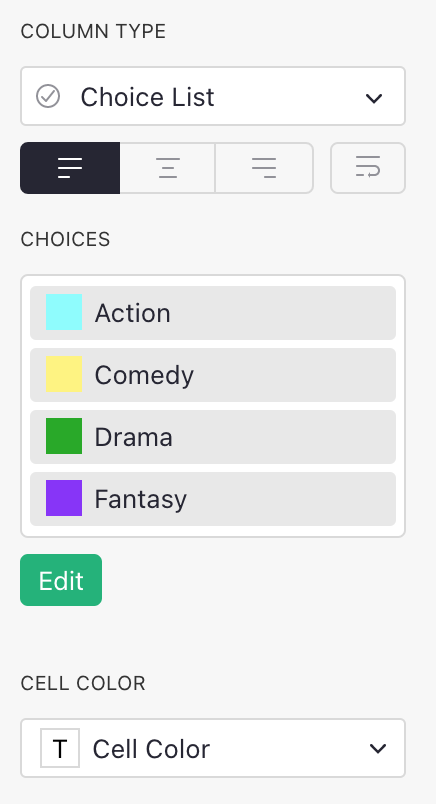 COLUMN TYPE
Choice List
CHOICES
Action
Comedy
Drama
Fantasy
Edit
CELL COLOR
T Cell Color